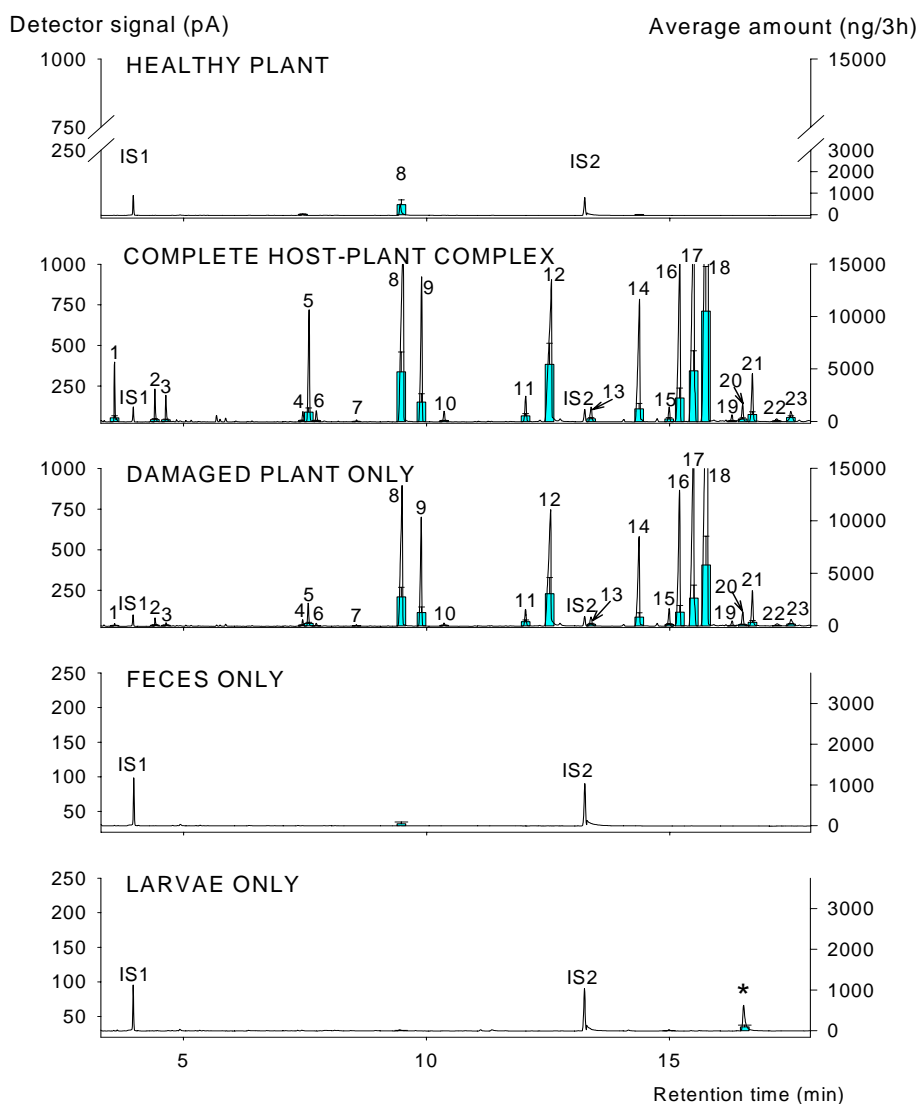 Detector signal (pA) Average amount (ng/3h)
HEALTHY PLANT
1000 15000
750
250 3000
IS1 8 IS2
2000
1000
0
COMPLETE HOST-PLANT COMPLEX
1000 15000
750 10000
500 5000
250 0
1 IS1 2 3 4 5 6 7 8 9 10 11 12 IS2 13 14 15 16 17 18 19 20 21 22 23
DAMAGED PLANT ONLY
1000 15000
750 10000
500 5000
250 0
1 IS1 2 3 4 5 6 7 8 9 10 11 12 IS2 13 14 15 16 17 18 19 20 21 22 23
FECES ONLY
250
200 3000
150 2000
100 1000
50 0
IS1 IS2
LARVAE ONLY
250
200 3000
150 2000
100 1000
50 0
IS1 IS2 *
5 10 15
Retention time (min)